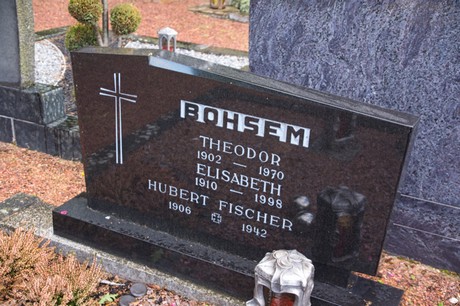 BOHSEM
THEODOR
1902 — 1970
ELISABETH
1910 — 1998
HUBERT FISCHER
1906 1942